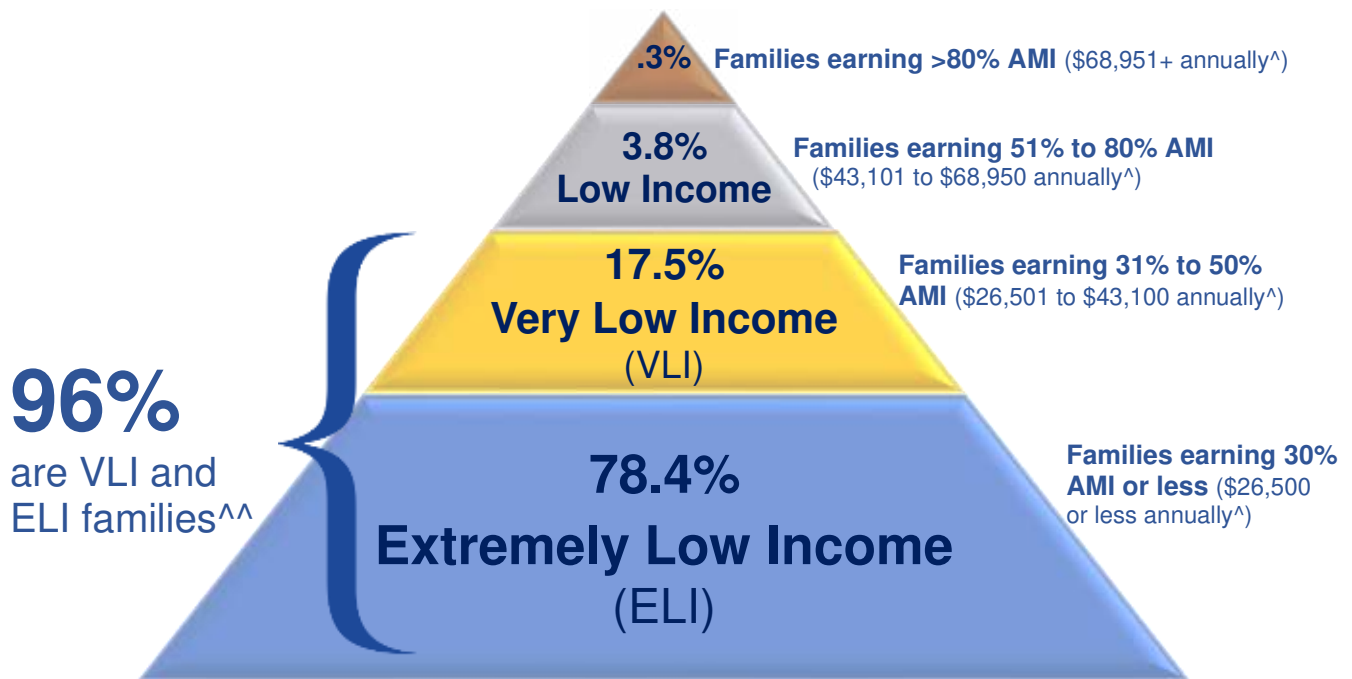 .3%
Families earning >80% AMI ($68,951+ annually^)
3.8%
Low Income
Families earning 51% to 80% AMI
($43,101 to $68,950 annually^)
17.5%
Very Low Income
(VLI)
Families earning 31% to 50%
AMI ($26,501 to $43,100 annually^)
96%
are VLI and
ELI families^^
78.4%
Extremely Low Income
(ELI)
Families earning 30%
AMI or less ($26,500
or less annually^)